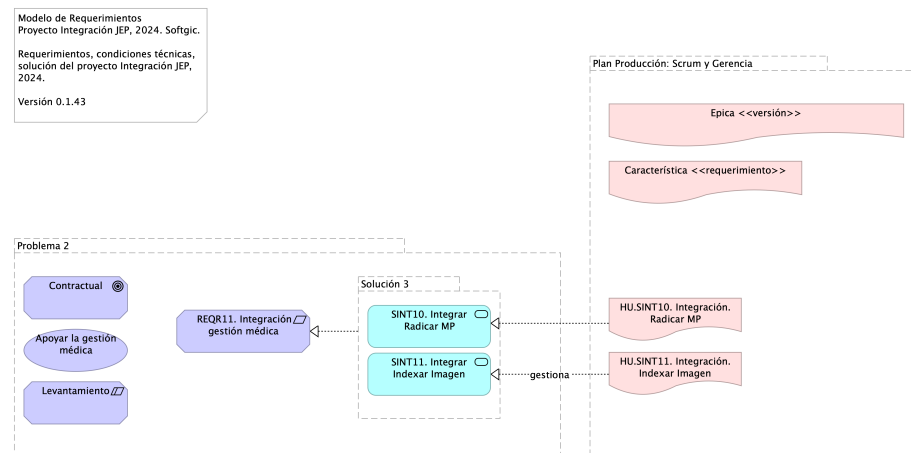 Modelo de Requerimientos
Proyecto Integración JEP, 2024. Softgic.
Requerimientos, condiciones técnicas,
solución del proyecto Integración JEP,
2024.
Versión 0.1.43
Plan Producción: Scrum y Gerencia
Epica <<versión>>
Característica <<requerimiento>>
Problema 2
Contractual
Apoyar la gestión
médica
Levantamiento
REQR11. Integración
gestión médica
Solución 3
SINT10. Integrar
Radicar MP
SINT11. Integrar
Indexar Imagen
gestiona
HU.SINT10. Integración.
Radicar MP
HU.SINT11. Integración.
Indexar Imagen